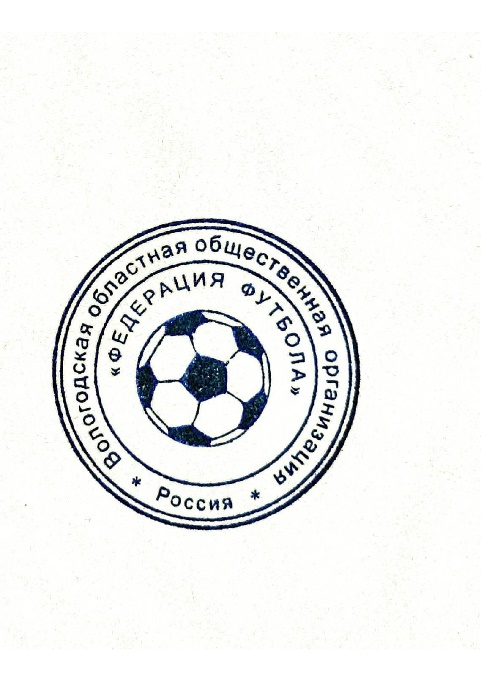 Вологодская областная общественная организация
«ФЕДЕРАЦИЯ ФУТБОЛА»
* Россия *